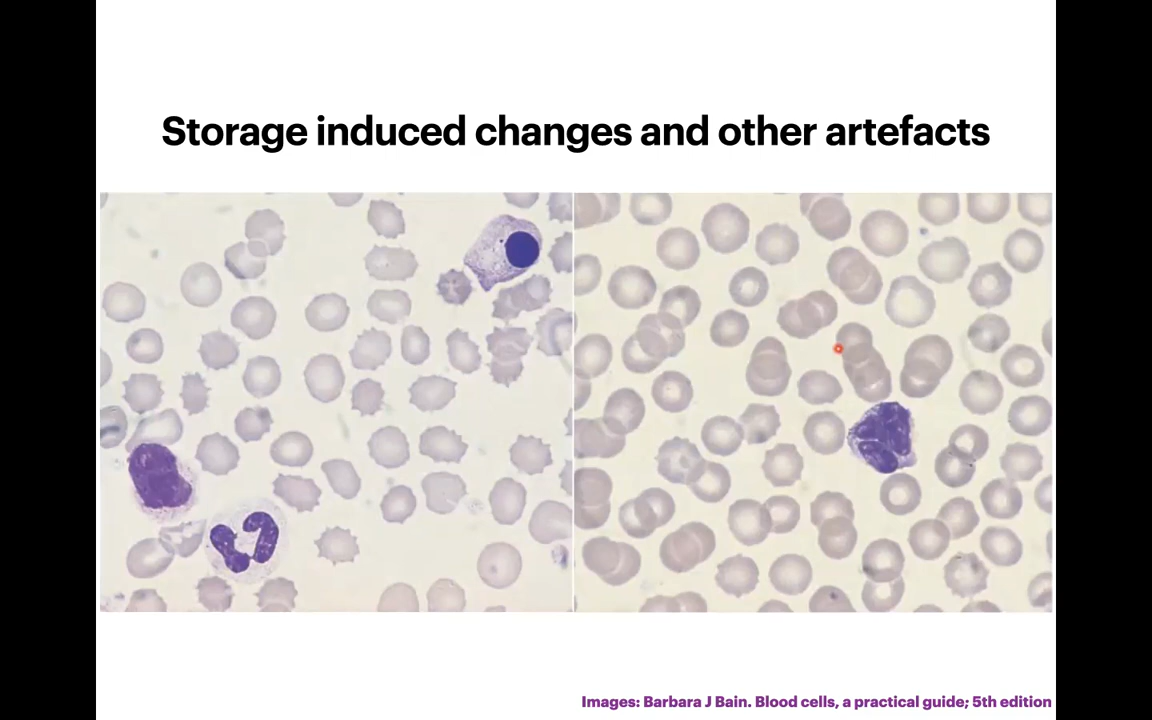 Storage induced changes and other artefacts
Images: Barbara J Bain. Blood cells, a practical guide; 5th edition